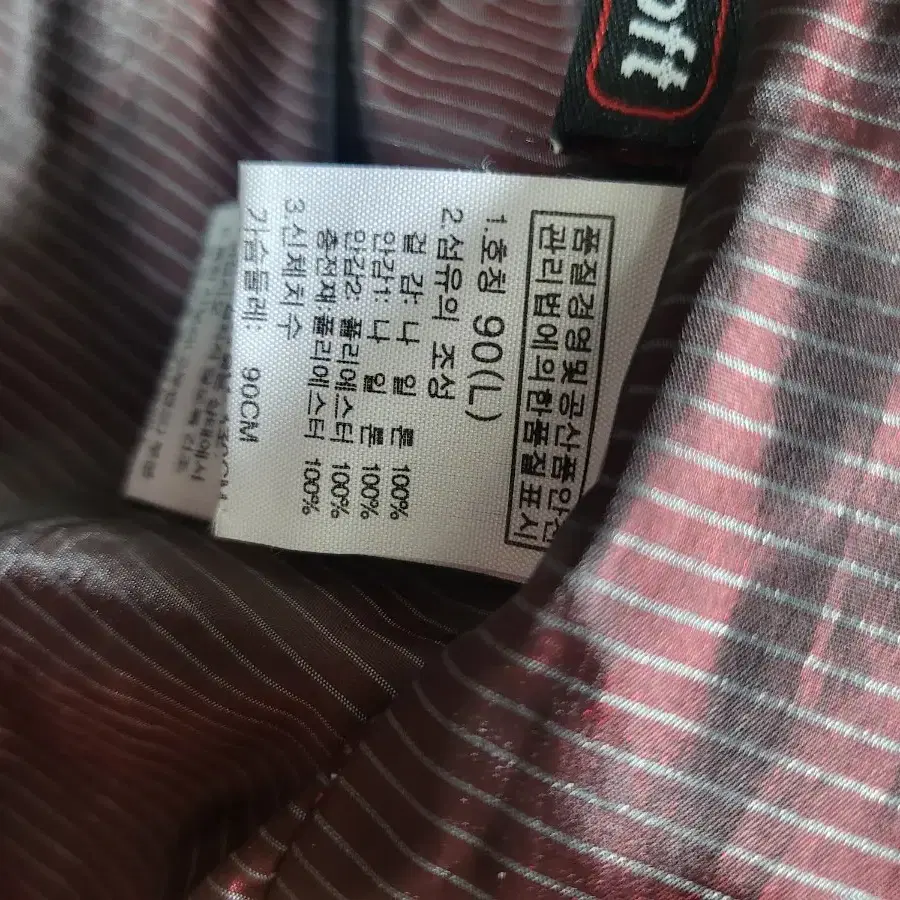 oft
품질경영및공산품안전
관리법에의한품질표시
1.호칭 90(L)
2.섬유의 조성
겉 감: 나 일 론 100%
안감1: 나 일 론 100%
안감2: 폴리에스터 100%
충전재:폴리에스터 100%
3.신체치수
가슴둘레: 90CM